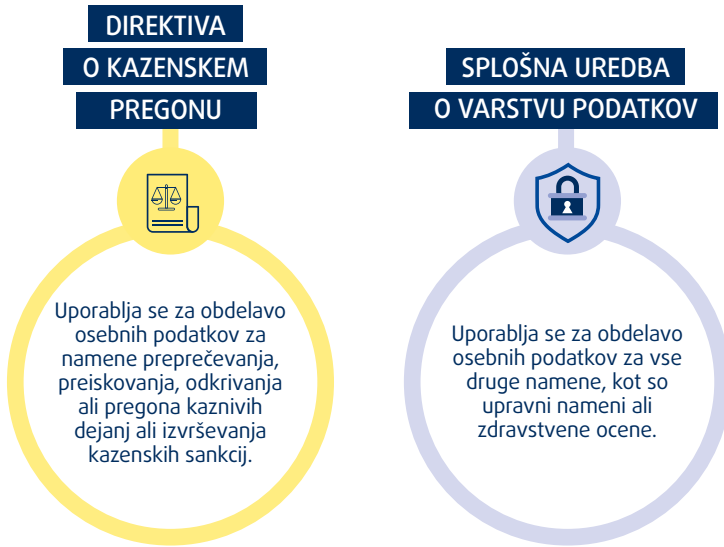 DIREKTIVA
O KAZENSKEM
PREGONU
Uporablja se za obdelavo
osebnih podatkov za
namene preprečevanja,
preiskovanja, odkrivanja
ali pregona kaznivih
dejanj ali izvrševanja
kazenskih sankcij.
SPLOŠNA UREDBA
O VARSTVU PODATKOV
Uporablja se za obdelavo
osebnih podatkov za vse
druge namene, kot so
upravni nameni ali
zdravstvene ocene.